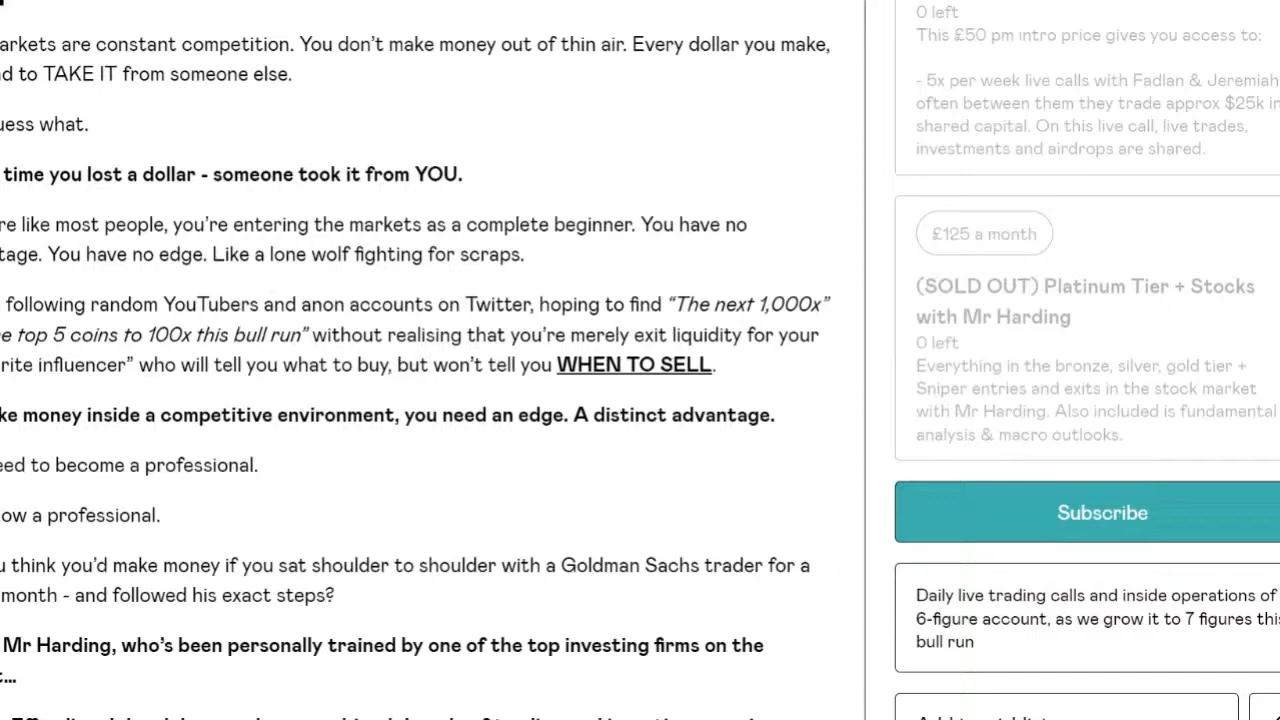 arkets are constant competition. You don't make money out of thin air. Every dollar you make,
d to TAKE IT from someone else.
uess what.
time you lost a dollar - someone took it from YOU.
re like most people, you're entering the markets as a complete beginner. You have no
tage. You have no edge. Like a lone wolf fighting for scraps.
following random YouTubers and anon accounts on Twitter, hoping to find “The next 1,000x”
e top 5 coins to 100x this bull run” without realising that you're merely exit liquidity for your
rite influencer” who will tell you what to buy, but won't tell you WHEN TO SELL.
ke money inside a competitive environment, you need an edge. A distinct advantage.
eed to become a professional.
ow a professional.
u think you'd make money if you sat shoulder to shoulder with a Goldman Sachs trader for a
month - and followed his exact steps?
Mr Harding, who's been personally trained by one of the top investing firms on the
t...
0 left
This £50 pm intro price gives you access to;
- 5x per week live calls with Fadlan & Jeremiah
often between them they trade approx $25k in
shared capital. On this live call, live trades,
investments and airdrops are shared.
£125 a month
(SOLD OUT) Platinum Tier + Stocks
with Mr Harding
0 left
Everything in the bronze, silver, gold tier +
Sniper entries and exits in the stock market
with Mr Harding. Also included is fundamental
analysis & macro outlooks.
Subscribe
Daily live trading calls and inside operations of
6-figure account, as we grow it to 7 figures this
bull run